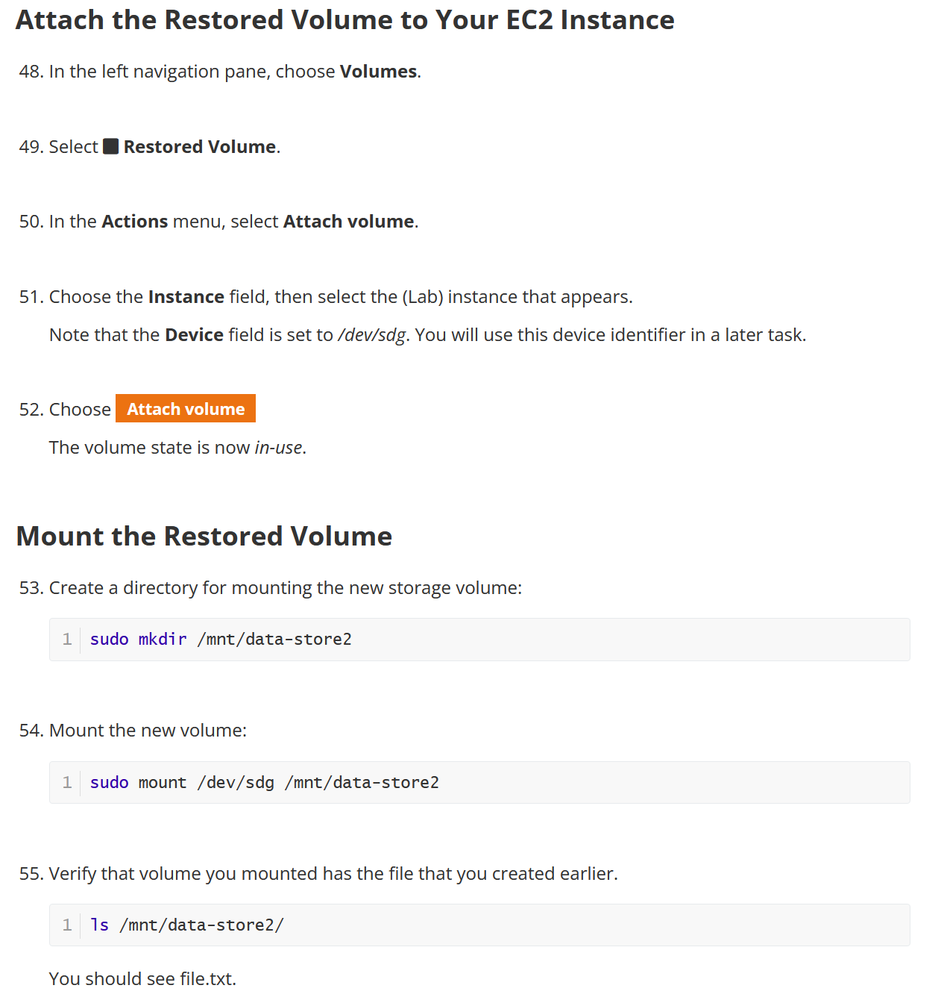 Attach the Restored Volume to Your EC2 Instance
48. In the left navigation pane, choose Volumes.
49. Select Restored Volume.
50. In the Actions menu, select Attach volume.
51. Choose the Instance field, then select the (Lab) instance that appears.
Note that the Device field is set to /dev/sdg. You will use this device identifier in a later task.
52. Choose Attach volume
The volume state is now in-use.
Mount the Restored Volume
53. Create a directory for mounting the new storage volume:
1 sudo mkdir /mnt/data-store2
54. Mount the new volume:
1 sudo mount /dev/sdg /mnt/data-store2
55. Verify that volume you mounted has the file that you created earlier.
1 ls /mnt/data-store2/
You should see file.txt.